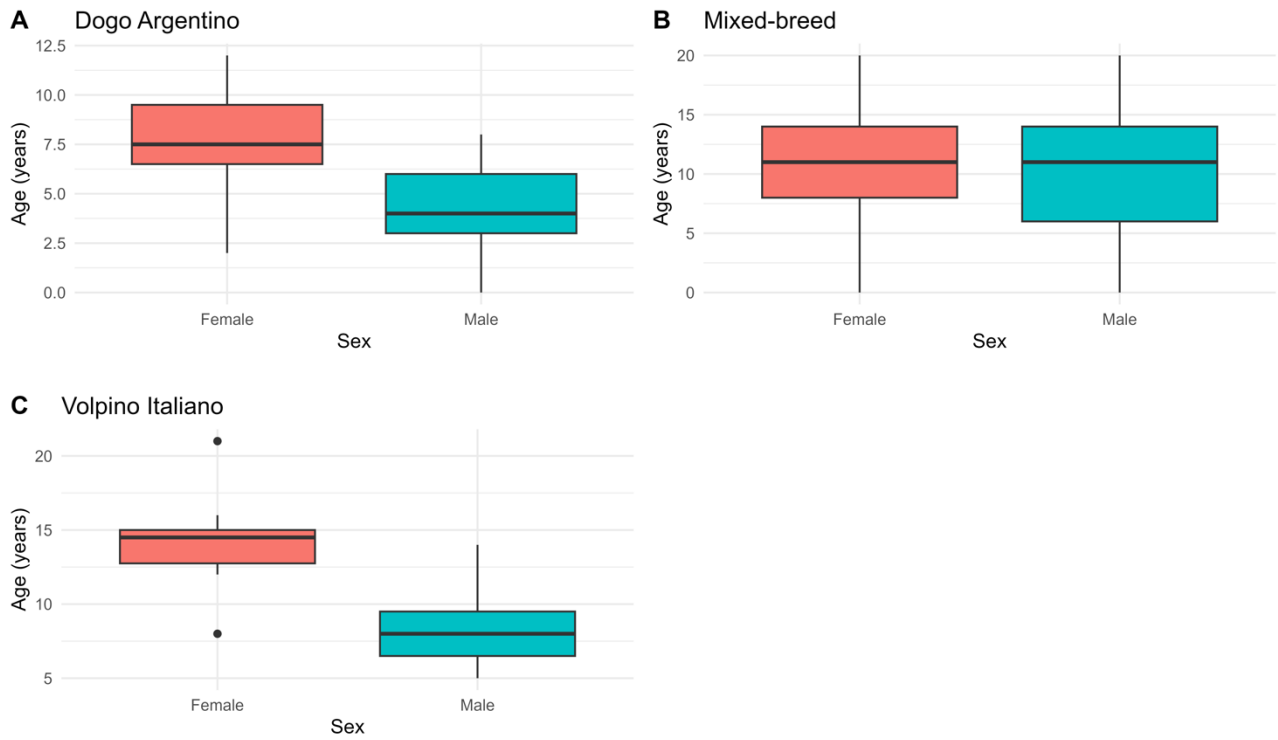 A Dogo Argentino
12.5
10.0
7.5
5.0
2.5
0.0
Age (years)
Female Male
Sex
B Mixed-breed
20
15
10
5
0
Age (years)
Female Male
Sex
C Volpino Italiano
20
15
10
5
Age (years)
Female Male
Sex